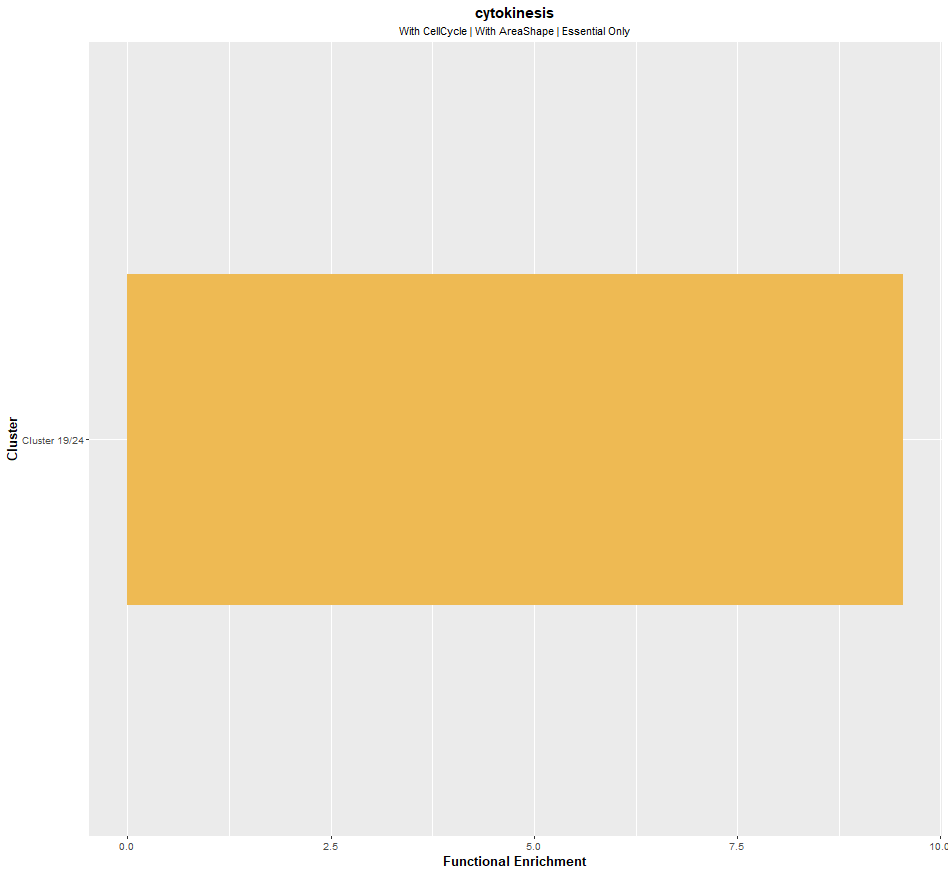 cytokinesis
With CellCycle | With AreaShape | Essential Only
Cluster
Cluster 19/24
0.0 2.5 5.0 7.5 10.0
Functional Enrichment